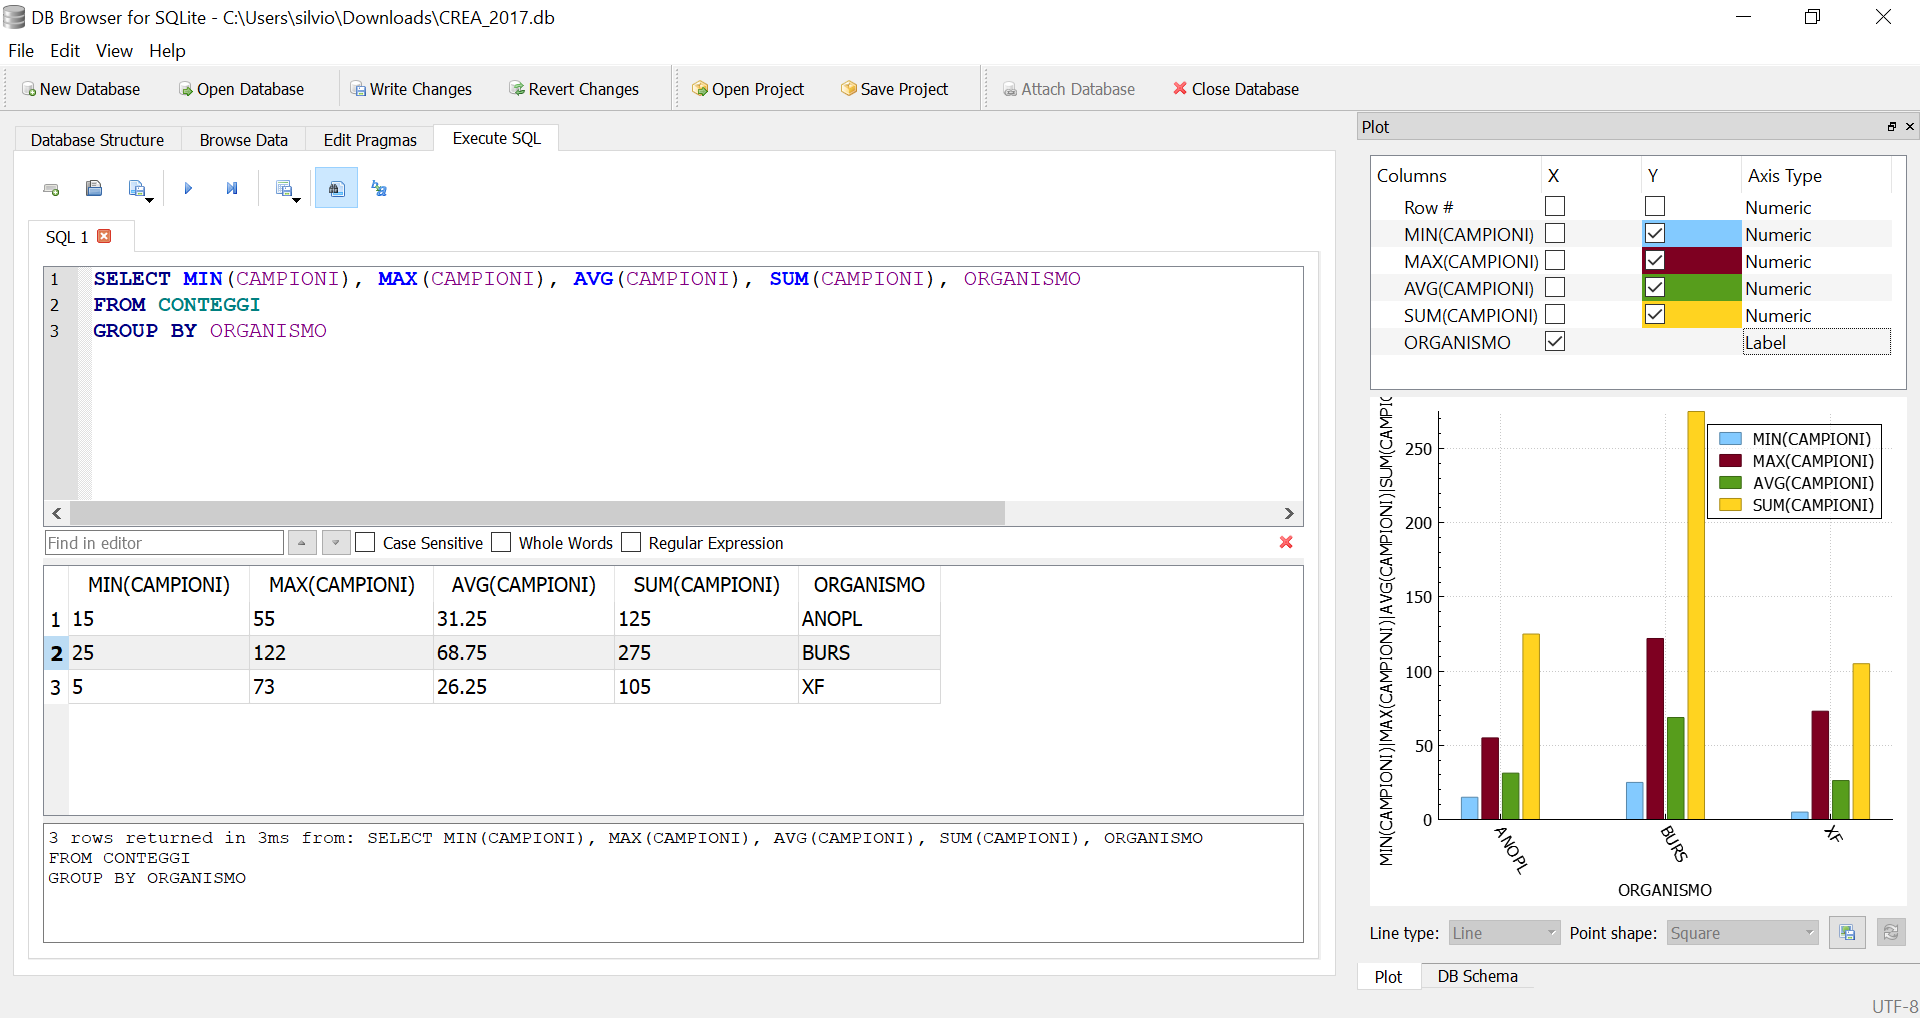 DB Browser for SQLite - C:\Users\silvio\Downloads\CREA_2017.db
File Edit View Help
New Database Open Database Write Changes Revert Changes Open Project Save Project Attach Database Close Database
Database Structure Browse Data Edit Pragmas Execute SQL
SQL 1
1 SELECT MIN(CAMPIONI), MAX(CAMPIONI), AVG(CAMPIONI), SUM(CAMPIONI), ORGANISMO
2 FROM CONTEGGI
3 GROUP BY ORGANISMO
Find in editor Case Sensitive Whole Words Regular Expression
MIN(CAMPIONI) MAX(CAMPIONI) AVG(CAMPIONI) SUM(CAMPIONI) ORGANISMO
1 15 55 31.25 125 ANOPL
2 25 122 68.75 275 BURS
3 5 73 26.25 105 XF
3 rows returned in 3ms from: SELECT MIN(CAMPIONI), MAX(CAMPIONI), AVG(CAMPIONI), SUM(CAMPIONI), ORGANISMO
FROM CONTEGGI
GROUP BY ORGANISMO
Plot
Columns X Y Axis Type
Row # Numeric
MIN(CAMPIONI) Numeric
MAX(CAMPIONI) Numeric
AVG(CAMPIONI) Numeric
SUM(CAMPIONI) Numeric
ORGANISMO Label
MIN(CAMPIONI)|MAX(CAMPIONI)|AVG(CAMPIONI)|SUM(CAMPIO
250
200
150
100
50
0
MIN(CAMPIONI)
MAX(CAMPIONI)
AVG(CAMPIONI)
SUM(CAMPIONI)
ANOPL BURS XF
ORGANISMO
Line type: Line Point shape: Square
Plot DB Schema
UTF-8